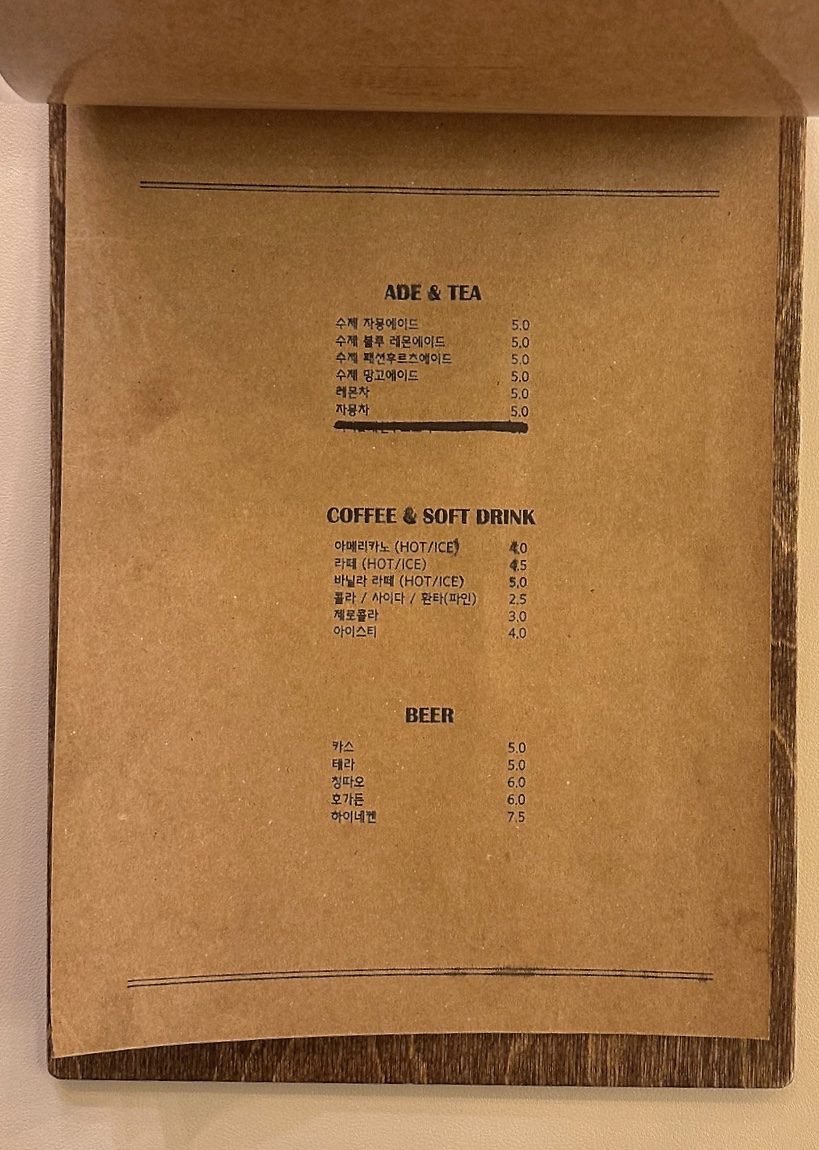 ADE & TEA
수제 자몽에이드 5.0
수제 블루 레몬에이드 5.0
수제 패션후르츠에이드 5.0
수제 망고에이드 5.0
레몬차 5.0
자몽차 5.0
COFFEE & SOFT DRINK
아메리카노 (HOT/ICE) 4.0
라떼 (HOT/ICE) 4.5
바닐라 라떼 (HOT/ICE) 5.0
콜라 / 사이다 / 환타(파인) 2.5
제로콜라 3.0
아이스티 4.0
BEER
카스 5.0
테라 5.0
칭따오 6.0
호가든 6.0
하이네켄 7.5